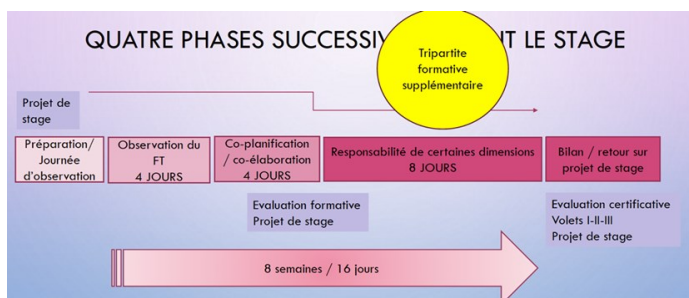 QUATRE PHASES SUCCESSIV
NT LE STAGE
Tripartite
formative
supplémentaire
Projet de
stage
Préparation/
Journée
d'observation
Observation du
FT
4 JOURS
Co-planification
/ co-élaboration
4 JOURS
Responsabilité de certaines dimensions
8 JOURS
Bilan / retour sur
projet de stage
Evaluation formative
Projet de stage
Evaluation certificative
Volets I-II-III
Projet de stage
8 semaines / 16 jours